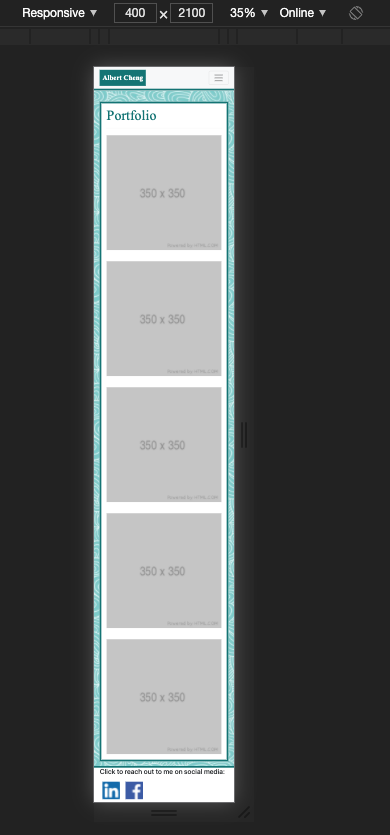 Responsive ▼ 400 × 2100 35% ▼ Online ▼
Albert Cheng
Portfolio
350 x 350
Powered by HTML.COM
350 x 350
Powered by HTML.COM
350 x 350
Powered by HTML.COM
350 x 350
Powered by HTML.COM
350 x 350
Powered by HTML.COM
Click to reach out to me on social media:
in f